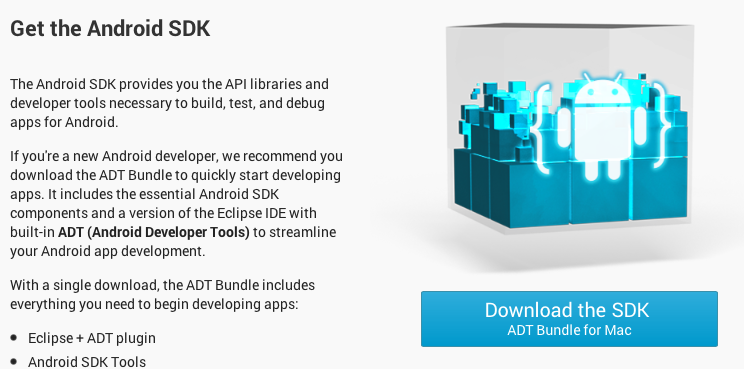 Get the Android SDK
The Android SDK provides you the API libraries and
developer tools necessary to build, test, and debug
apps for Android.
If you're a new Android developer, we recommend you
download the ADT Bundle to quickly start developing
apps. It includes the essential Android SDK
components and a version of the Eclipse IDE with
built-in ADT (Android Developer Tools) to streamline
your Android app development.
With a single download, the ADT Bundle includes
everything you need to begin developing apps:
• Eclipse + ADT plugin
• Android SDK Tools
{ }
Download the SDK
ADT Bundle for Mac